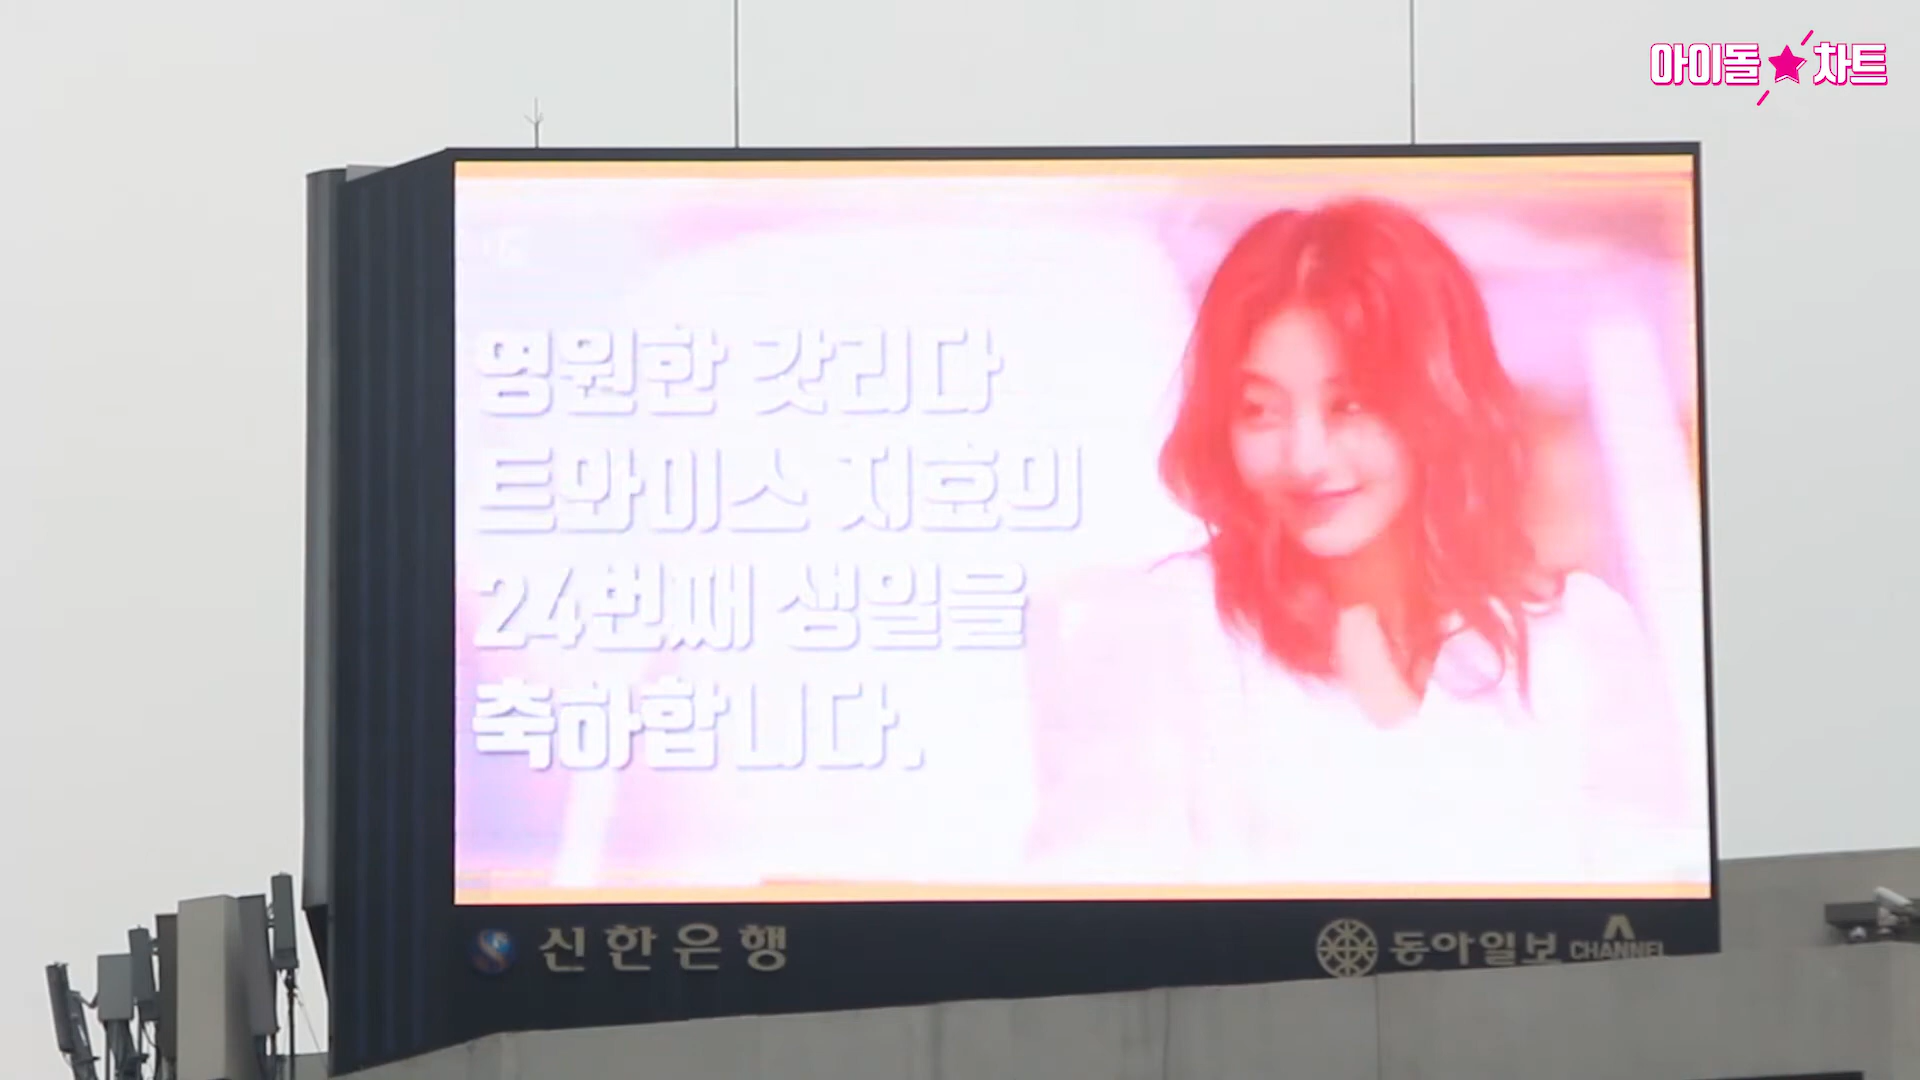 아이돌★차트
영원한 갓리다
트와이스 지효의
24번째 생일을
축하합니다.
신한은행
동아일보 CHANNEL A